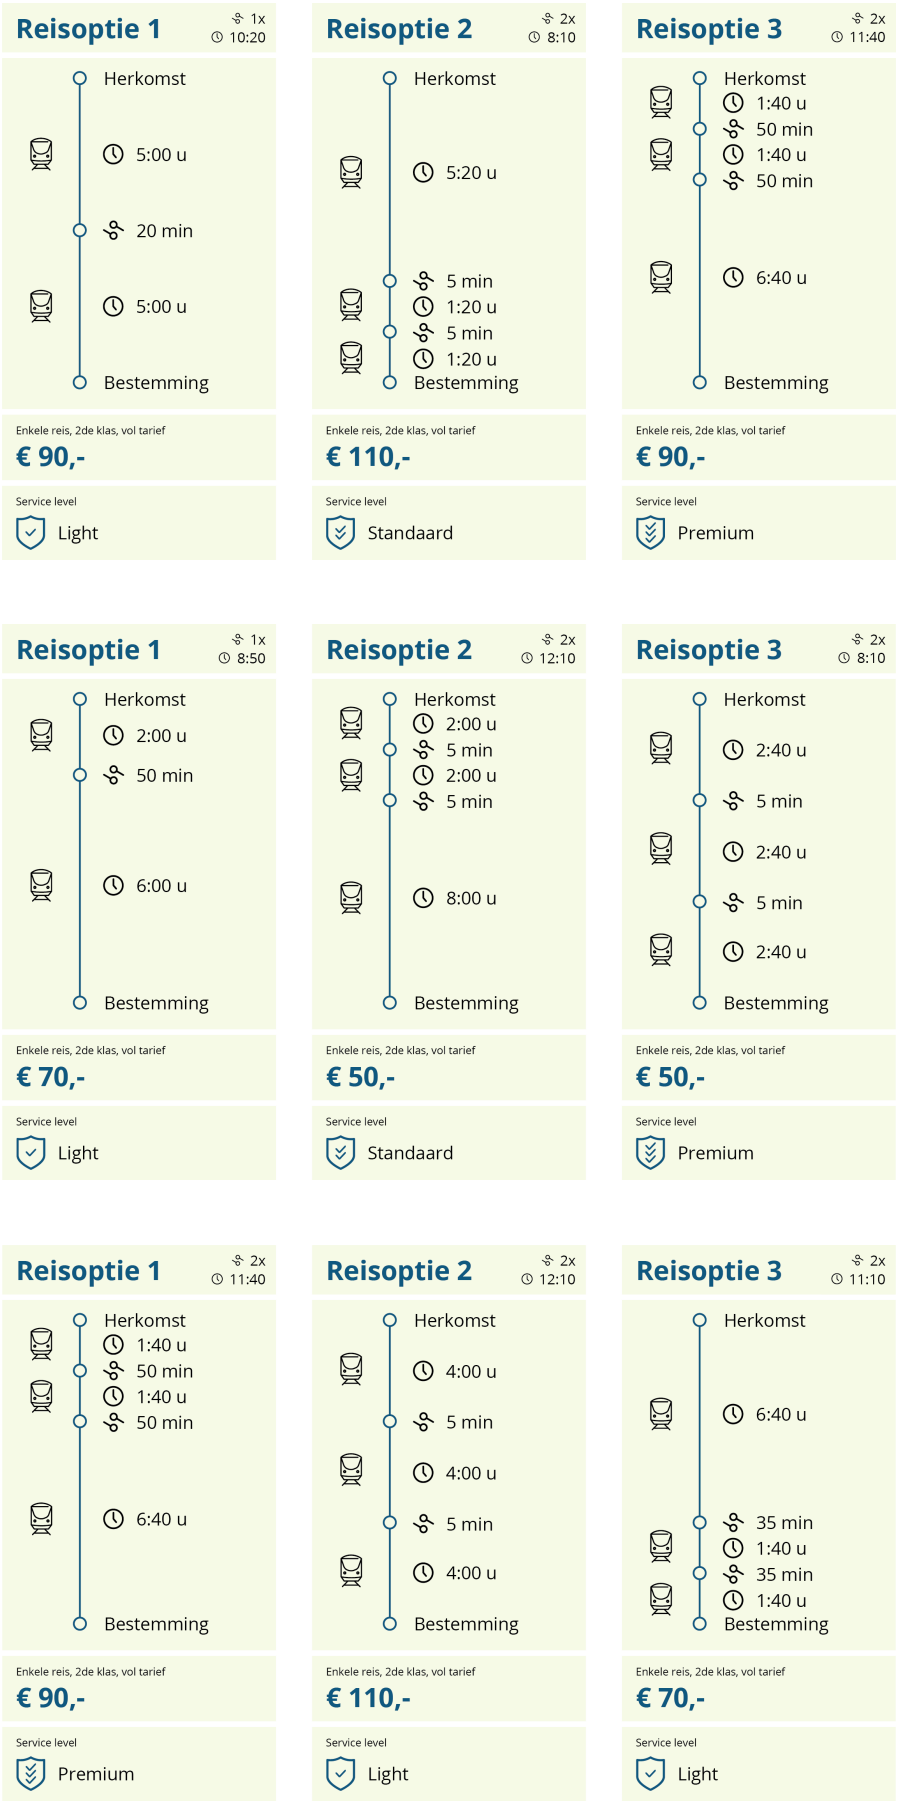 Reisoptie 1
1x
10:20
Herkomst
5:00 u
20 min
5:00 u
Bestemming
Enkele reis, 2de klas, vol tarief
€ 90,-
Service level
Light
Reisoptie 2
2x
8:10
Herkomst
5:20 u
5 min
1:20 u
5 min
1:20 u
Bestemming
Enkele reis, 2de klas, vol tarief
€ 110,-
Service level
Standaard
Reisoptie 3
2x
11:40
Herkomst
1:40 u
50 min
1:40 u
50 min
6:40 u
Bestemming
Enkele reis, 2de klas, vol tarief
€ 90,-
Service level
Premium
Reisoptie 1
1x
8:50
Herkomst
2:00 u
50 min
6:00 u
Bestemming
Enkele reis, 2de klas, vol tarief
€ 70,-
Service level
Light
Reisoptie 2
2x
12:10
Herkomst
2:00 u
5 min
2:00 u
5 min
8:00 u
Bestemming
Enkele reis, 2de klas, vol tarief
€ 50,-
Service level
Standaard
Reisoptie 3
2x
8:10
Herkomst
2:40 u
5 min
2:40 u
5 min
2:40 u
Bestemming
Enkele reis, 2de klas, vol tarief
€ 50,-
Service level
Premium
Reisoptie 1
2x
11:40
Herkomst
1:40 u
50 min
1:40 u
50 min
6:40 u
Bestemming
Enkele reis, 2de klas, vol tarief
€ 90,-
Service level
Premium
Reisoptie 2
2x
12:10
Herkomst
4:00 u
5 min
4:00 u
5 min
4:00 u
Bestemming
Enkele reis, 2de klas, vol tarief
€ 110,-
Service level
Light
Reisoptie 3
2x
11:10
Herkomst
6:40 u
35 min
1:40 u
35 min
1:40 u
Bestemming
Enkele reis, 2de klas, vol tarief
€ 70,-
Service level
Light